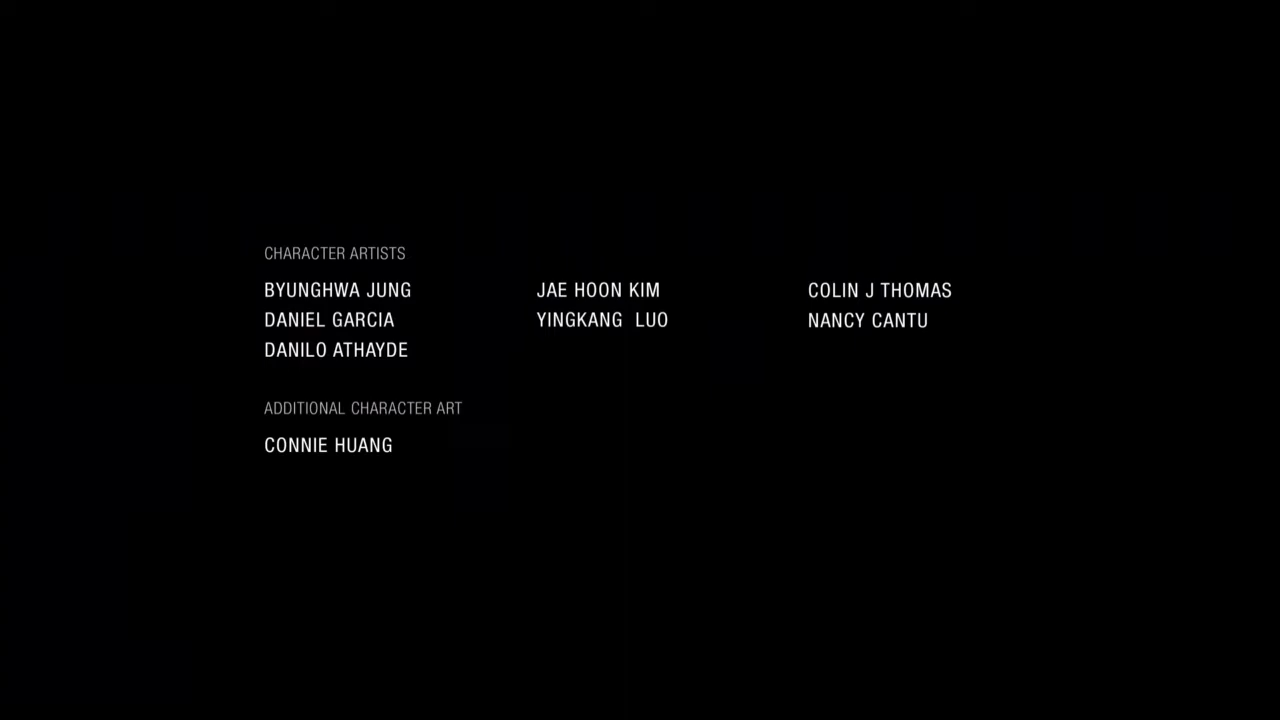 CHARACTER ARTISTS
BYUNGHWA JUNG
DANIEL GARCIA
DANILO ATHAYDE
JAE HOON KIM
YINGKANG LUO
COLIN J THOMAS
NANCY CANTU
ADDITIONAL CHARACTER ART
CONNIE HUANG